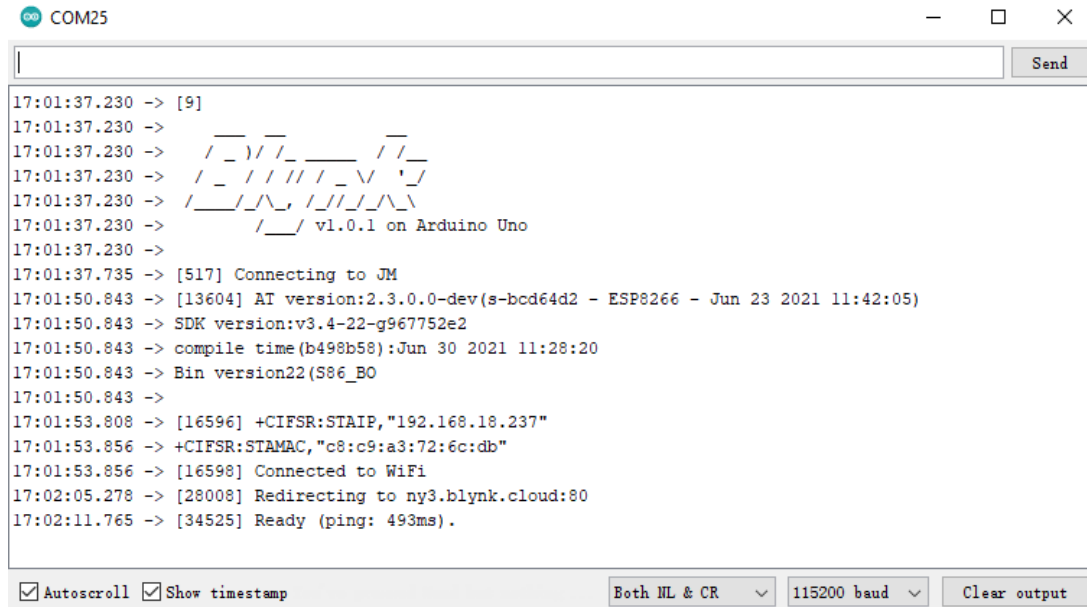 COM25
Send
17:01:37.230 -> [9]
17:01:37.230 ->     ___  __          __
17:01:37.230 ->    / _ )/ /_ _____  / /__
17:01:37.230 ->   / _  / / // / _ \/  '_/
17:01:37.230 ->  /____/_/\_, /_//_/_/\_\
17:01:37.230 ->         /___/ v1.0.1 on Arduino Uno
17:01:37.230 ->
17:01:37.735 -> [517] Connecting to JM
17:01:50.843 -> [13604] AT version:2.3.0.0-dev(s-bcd64d2 - ESP8266 - Jun 23 2021 11:42:05)
17:01:50.843 -> SDK version:v3.4-22-g967752e2
17:01:50.843 -> compile time(b498b58):Jun 30 2021 11:28:20
17:01:50.843 -> Bin version22(S86_BO
17:01:50.843 ->
17:01:53.808 -> [16596] +CIFSR:STAIP,"192.168.18.237"
17:01:53.856 -> +CIFSR:STAMAC,"c8:c9:a3:72:6c:db"
17:01:53.856 -> [16598] Connected to WiFi
17:02:05.278 -> [28008] Redirecting to ny3.blynk.cloud:80
17:02:11.765 -> [34525] Ready (ping: 493ms).
Autoscroll Show timestamp Both NL & CR 115200 baud Clear output